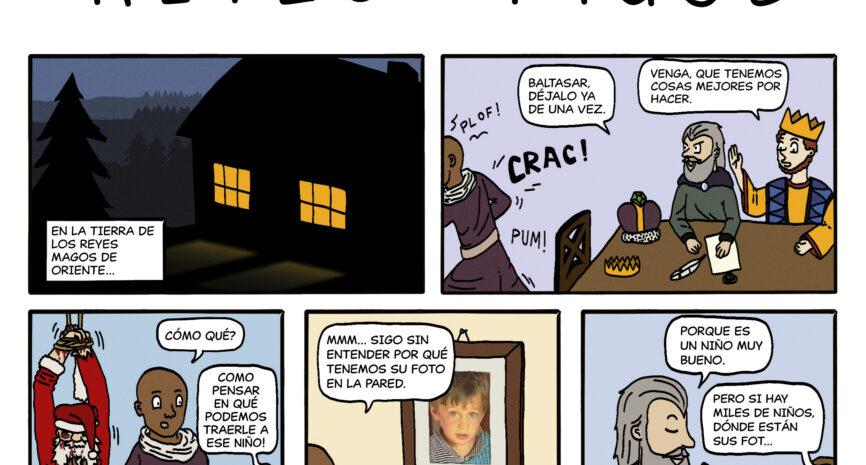 EN LA TIERRA DE
LOS REYES
MAGOS DE
ORIENTE...
PLOF!
CRAC!
PUM!
BALTASAR,
DÉJALO YA
DE UNA VEZ.
VENGA, QUE TENEMOS
COSAS MEJORES POR
HACER.
CÓMO QUÉ?
COMO
PENSAR
EN QUÉ
PODEMOS
TRAERLE A
ESE NIÑO!
MMM... SIGO SIN
ENTENDER POR QUÉ
TENEMOS SU FOTO
EN LA PARED.
PORQUE ES
UN NIÑO MUY
BUENO.
PERO SI HAY
MILES DE NIÑOS,
DÓNDE ESTÁN
SUS FOT...